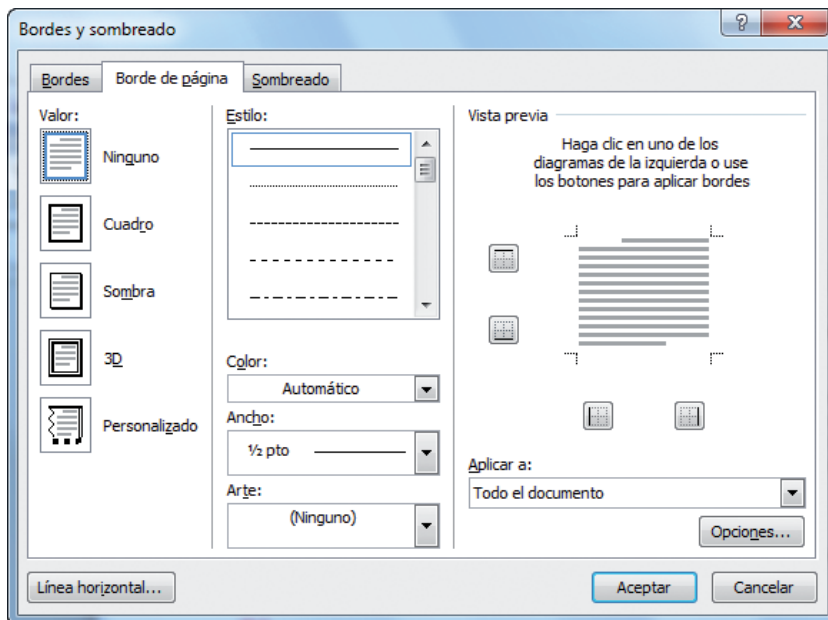 Bordes y sombreado
?
X
Bordes
Borde de página
Sombreado
Valor:
Ninguno
Cuadro
Sombra
3D
Personalizado
Estilo:
Color:
Automático
Ancho:
½ pto
Arte:
(Ninguno)
Vista previa
Haga clic en uno de los
diagramas de la izquierda o use
los botones para aplicar bordes
Aplicar a:
Todo el documento
Opciones...
Línea horizontal...
Aceptar
Cancelar